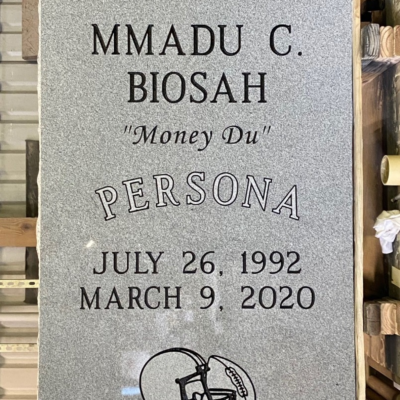 MMADU C.
BIOSAH
"Money Du"
PERSONA
JULY 26, 1992
MARCH 9, 2020